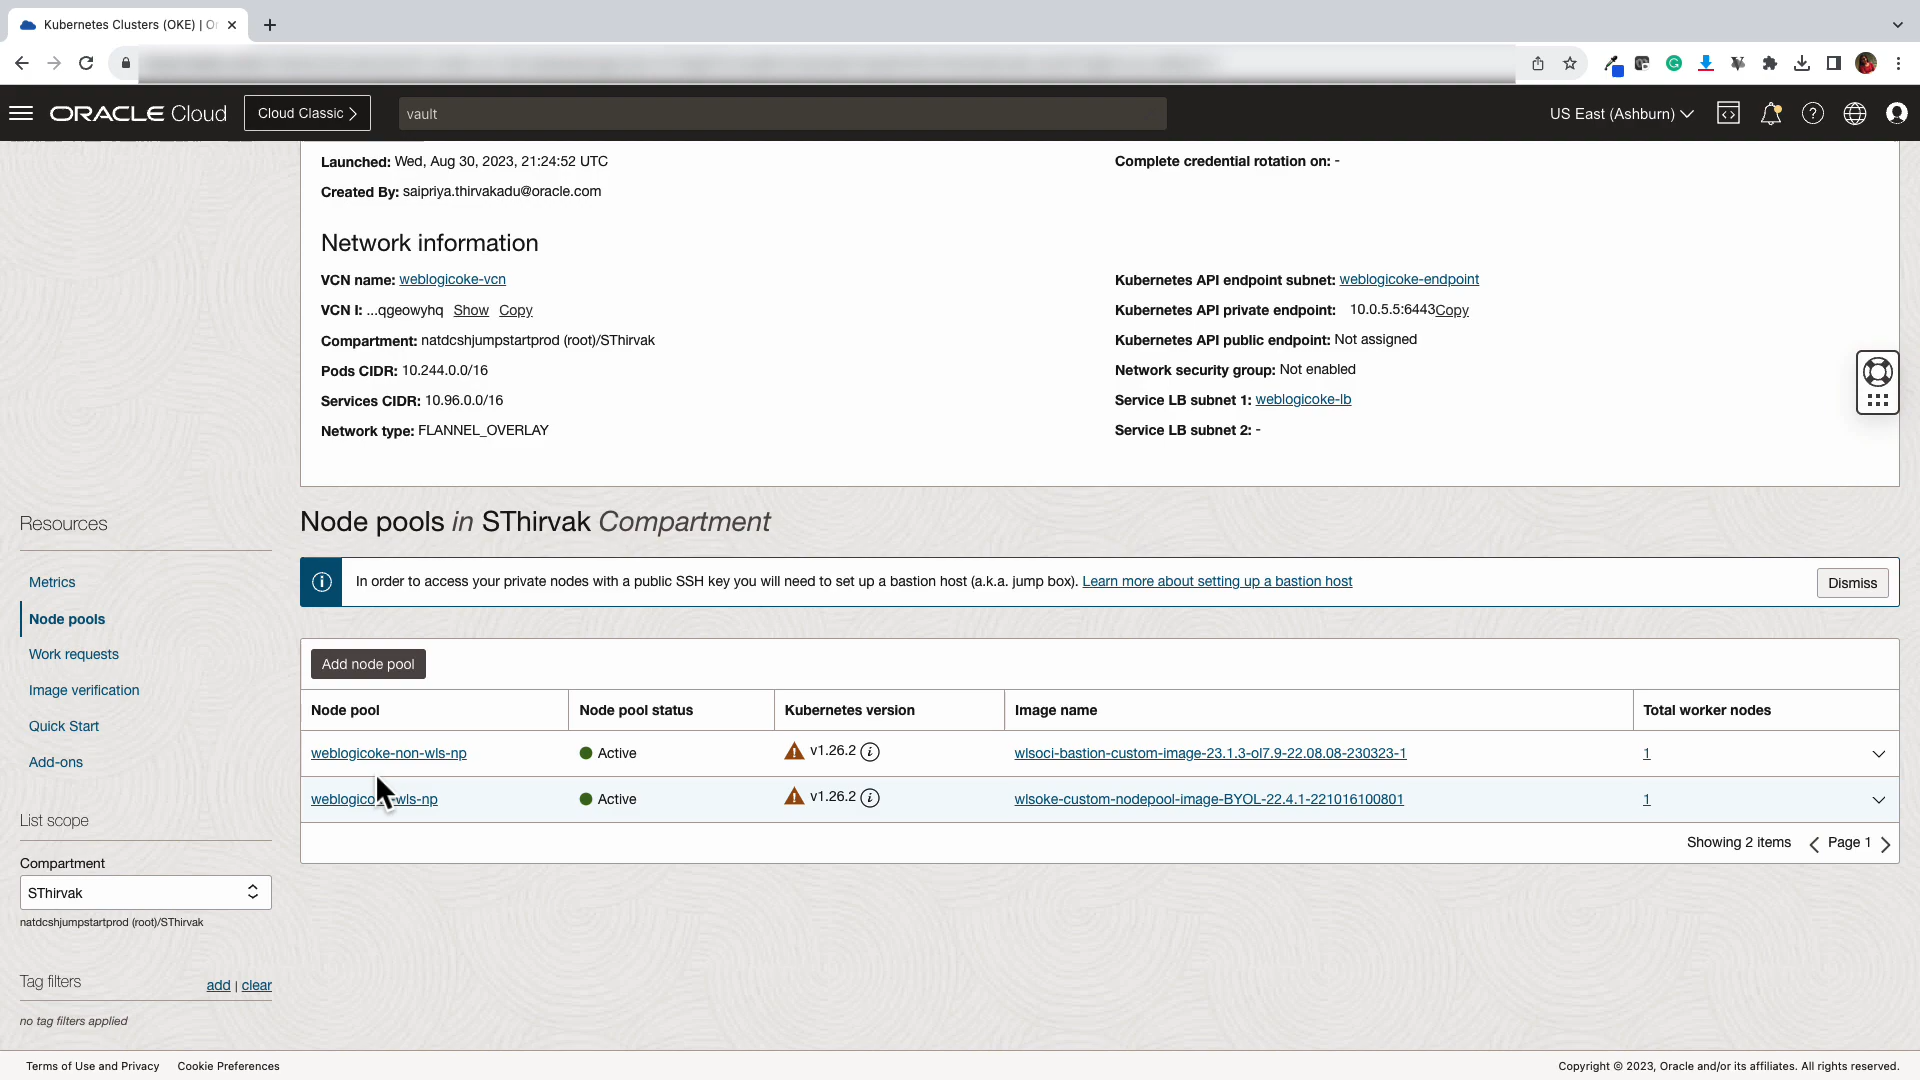 Kubernetes Clusters (OKE) | Or
ORACLE Cloud
Cloud Classic
vault
US East (Ashburn)
Launched: Wed, Aug 30, 2023, 21:24:52 UTC
Complete credential rotation on: -
Created By: saipriya.thirvakadu@oracle.com
Network information
VCN name: weblogicoke-vcn
Kubernetes API endpoint subnet: weblogicoke-endpoint
VCN I: ...qgeowyhq Show Copy
Kubernetes API private endpoint: 10.0.5.5:6443Copy
Compartment: natdcshjumpstartprod (root)/SThirvak
Kubernetes API public endpoint: Not assigned
Pods CIDR: 10.244.0.0/16
Network security group: Not enabled
Services CIDR: 10.96.0.0/16
Service LB subnet 1: weblogicoke-lb
Network type: FLANNEL_OVERLAY
Service LB subnet 2: -
Resources
Metrics
Node pools
Work requests
Image verification
Quick Start
Add-ons
List scope
Compartment
SThirvak
natdcshjumpstartprod (root)/SThirvak
Tag filters
add | clear
no tag filters applied
Node pools in SThirvak Compartment
In order to access your private nodes with a public SSH key you will need to set up a bastion host (a.k.a. jump box). Learn more about setting up a bastion host
Dismiss
Add node pool
Node pool Node pool status Kubernetes version Image name Total worker nodes
weblogicoke-non-wls-np Active v1.26.2 wlsoci-bastion-custom-image-23.1.3-ol7.9-22.08.08-230323-1 1
wls-np Active v1.26.2 wlsoke-custom-nodepool-image-BYOL-22.4.1-221016100801 1
Showing 2 items Page 1
Terms of Use and Privacy Cookie Preferences
Copyright © 2023, Oracle and/or its affiliates. All rights reserved.